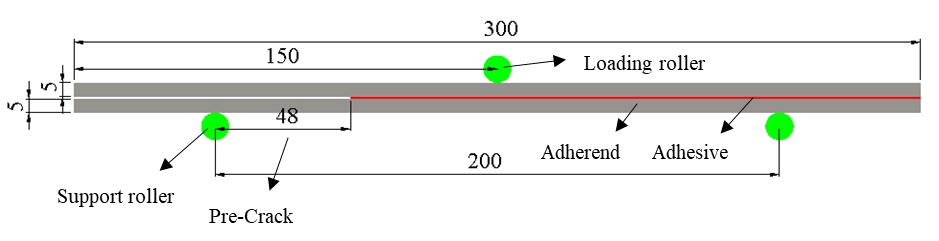 300
150
Loading roller
5
5
48
Adherend
Adhesive
200
Support roller
Pre-Crack